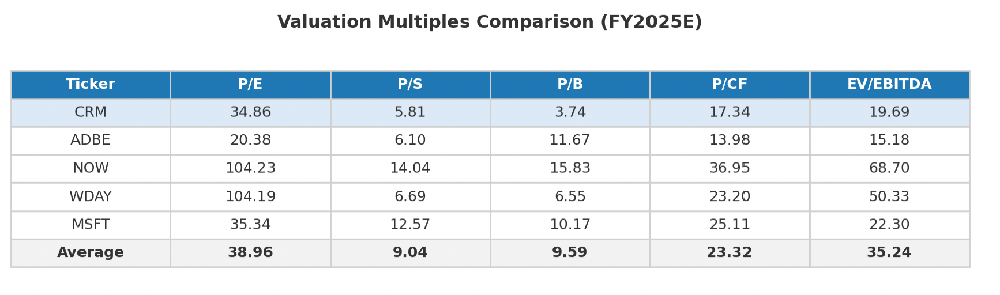 Valuation Multiples Comparison (FY2025E)
Ticker P/E P/S P/B P/CF EV/EBITDA
CRM 34.86 5.81 3.74 17.34 19.69
ADBE 20.38 6.10 11.67 13.98 15.18
NOW 104.23 14.04 15.83 36.95 68.70
WDAY 104.19 6.69 6.55 23.20 50.33
MSFT 35.34 12.57 10.17 25.11 22.30
Average 38.96 9.04 9.59 23.32 35.24